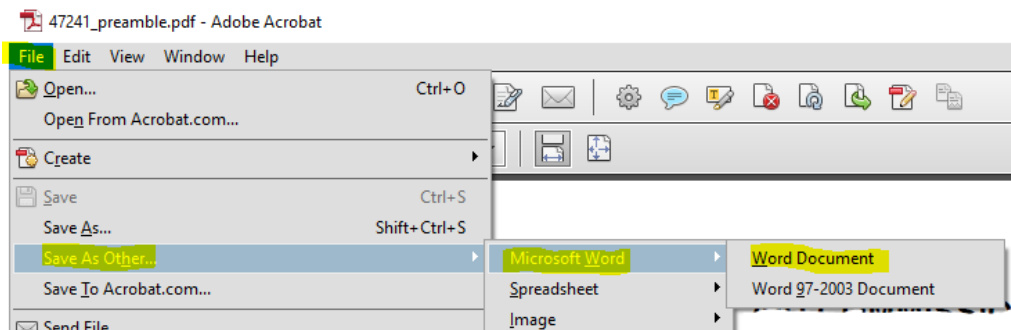 47241_preamble.pdf - Adobe Acrobat
File Edit View Window Help
Open... Ctrl+O
Open From Acrobat.com...
Create
Save Ctrl+S
Save As... Shift+Ctrl+S
Save As Other... Microsoft Word Word Document
Save To Acrobat.com... Spreadsheet Word 97-2003 Document
Send File Image